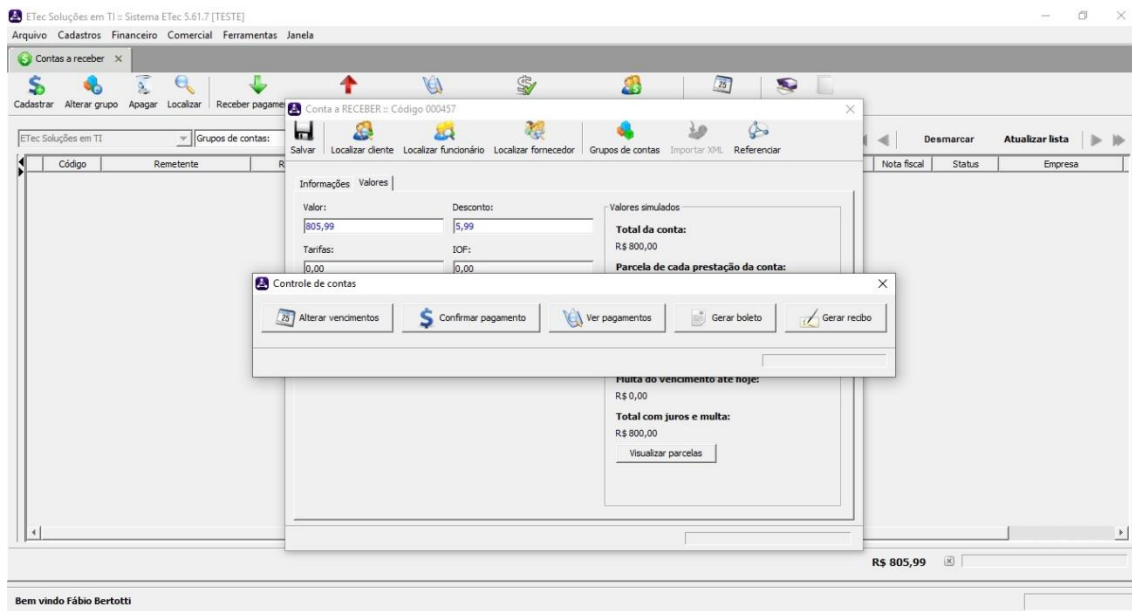 ETec Soluções em TI :: Sistema ETec 5.61.7 [TESTE]
Arquivo Cadastros Financeiro Comercial Ferramentas Janela
Contas a receber
Cadastrar Alterar grupo Apagar Localizar Receber pagame
Conta a RECEBER :: Código 000457
Salvar Localizar cliente Localizar funcionário Localizar fornecedor Grupos de contas Importar XML Referenciar
ETec Soluções em TI Grupos de contas: Desmarcar Atualizar lista
Código Remetente R Nota fiscal Status Empresa
Informações Valores
Valor: Desconto: Valores simulados
805,99 5,99 Total da conta:
R$ 800,00
Tarifas: IOF:
0,00 0,00 Parcela de cada prestação da conta:
Controle de contas
25 Alterar vencimentos Confirmar pagamento Ver pagamentos Gerar boleto Gerar recibo
Multa do vencimento até hoje:
R$ 0,00
Total com juros e multa:
R$ 800,00
Visualizar parcelas
R$ 805,99
Bem vindo Fábio Bertotti